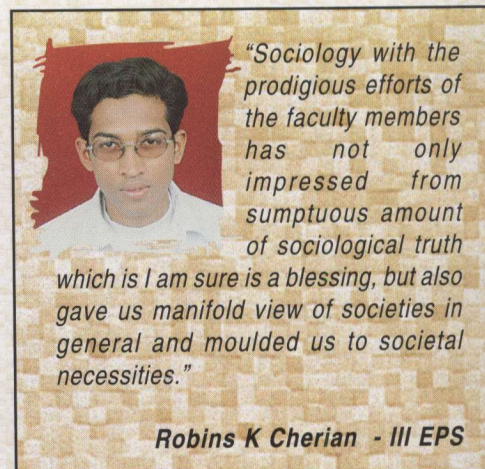 “Sociology with the
prodigious efforts of
the faculty members
has not only
impressed from
sumptuous amount
of sociological truth
which is I am sure is a blessing, but also
gave us manifold view of societies in
general and moulded us to societal
necessities.”
Robins K Cherian - III EPS